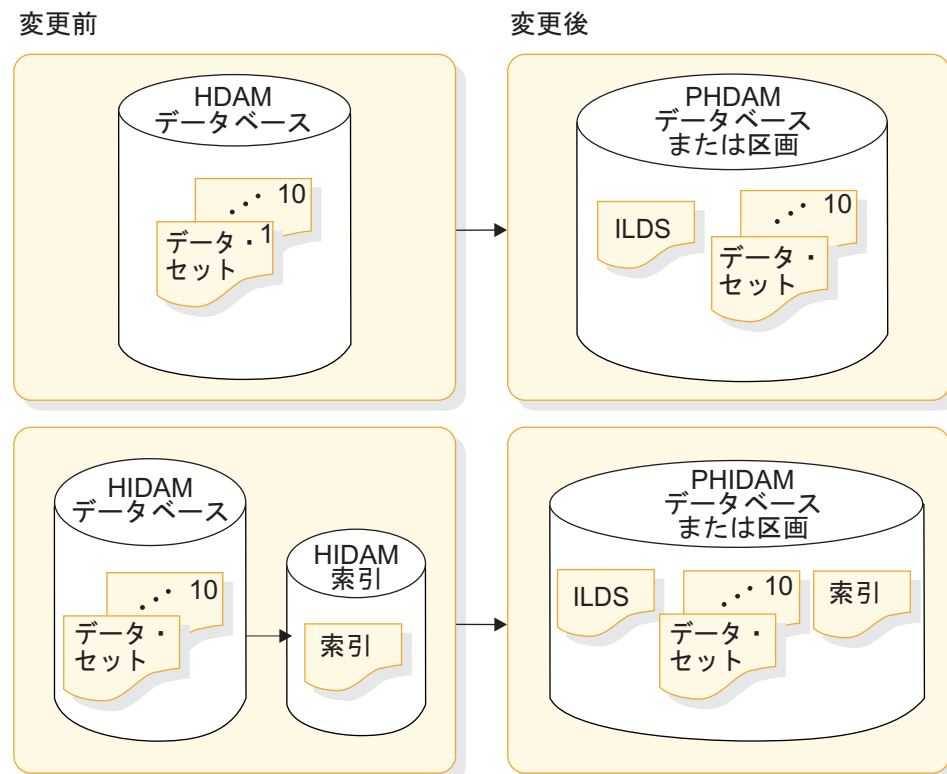 変更前
変更後
HDAM
データベース
⋰ 10
データ・1
セット
PHDAM
データベース
または区画
ILDS
⋰ 10
データ・
セット
HIDAM
データベース
⋰ 10
データ・
セット
HIDAM
索引
索引
PHIDAM
データベース
または区画
ILDS
⋰ 10
データ・
セット
索引